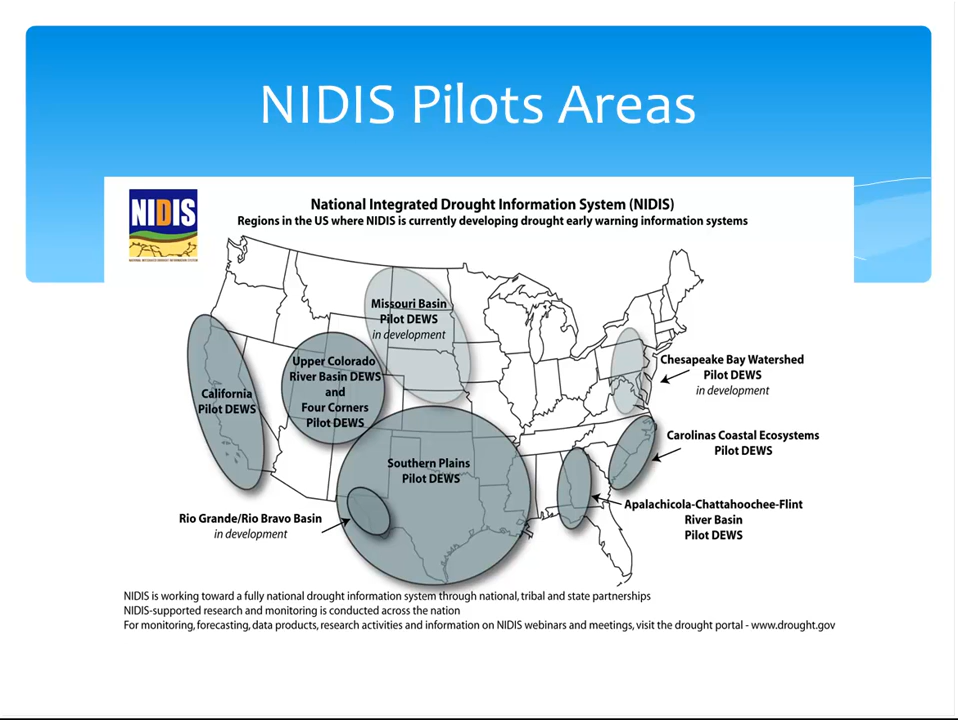 NIDIS Pilots Areas
NIDIS
National Integrated Drought Information System (NIDIS)
Regions in the US where NIDIS is currently developing drought early warning information systems
Missouri Basin
Pilot DEWS
in development
Upper Colorado
River Basin DEWS
and
Four Corners
Pilot DEWS
California
Pilot DEWS
Chesapeake Bay Watershed
Pilot DEWS
in development
Carolinas Coastal Ecosystems
Pilot DEWS
Southern Plains
Pilot DEWS
Apalachicola-Chattahoochee-Flint
River Basin
Pilot DEWS
Rio Grande/Rio Bravo Basin
in development
NIDIS is working toward a fully national drought information system through national, tribal and state partnerships
NIDIS-supported research and monitoring is conducted across the nation
For monitoring, forecasting, data products, research activities and information on NIDIS webinars and meetings, visit the drought portal - www.drought.gov